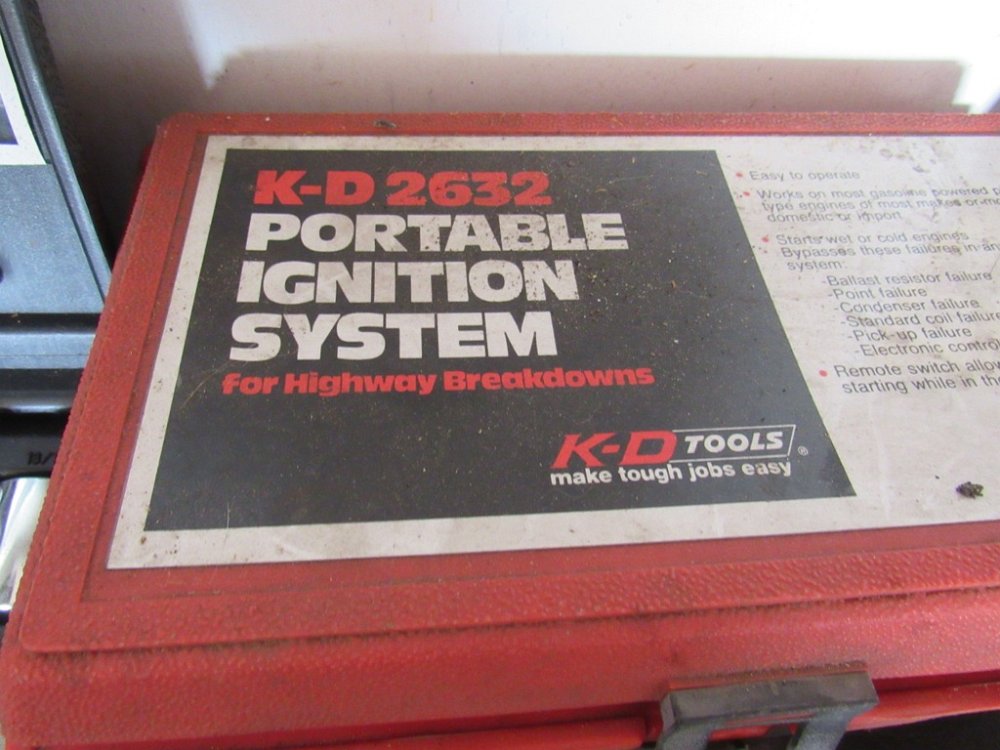 K-D 2632
PORTABLE
IGNITION
SYSTEM
for Highway Breakdowns
K-D TOOLS ®
make tough jobs easy
• Easy to operate
• Works on most gasoline powered
type engines of most makes or
domestic or import
• Starts wet or cold engines
Bypasses these failures in
system:
-Ballast resistor failure
-Point failure
-Condenser failure
-Standard coil failure
-Pick-up failure
-Electronic
• Remote switch
starting while in
19/